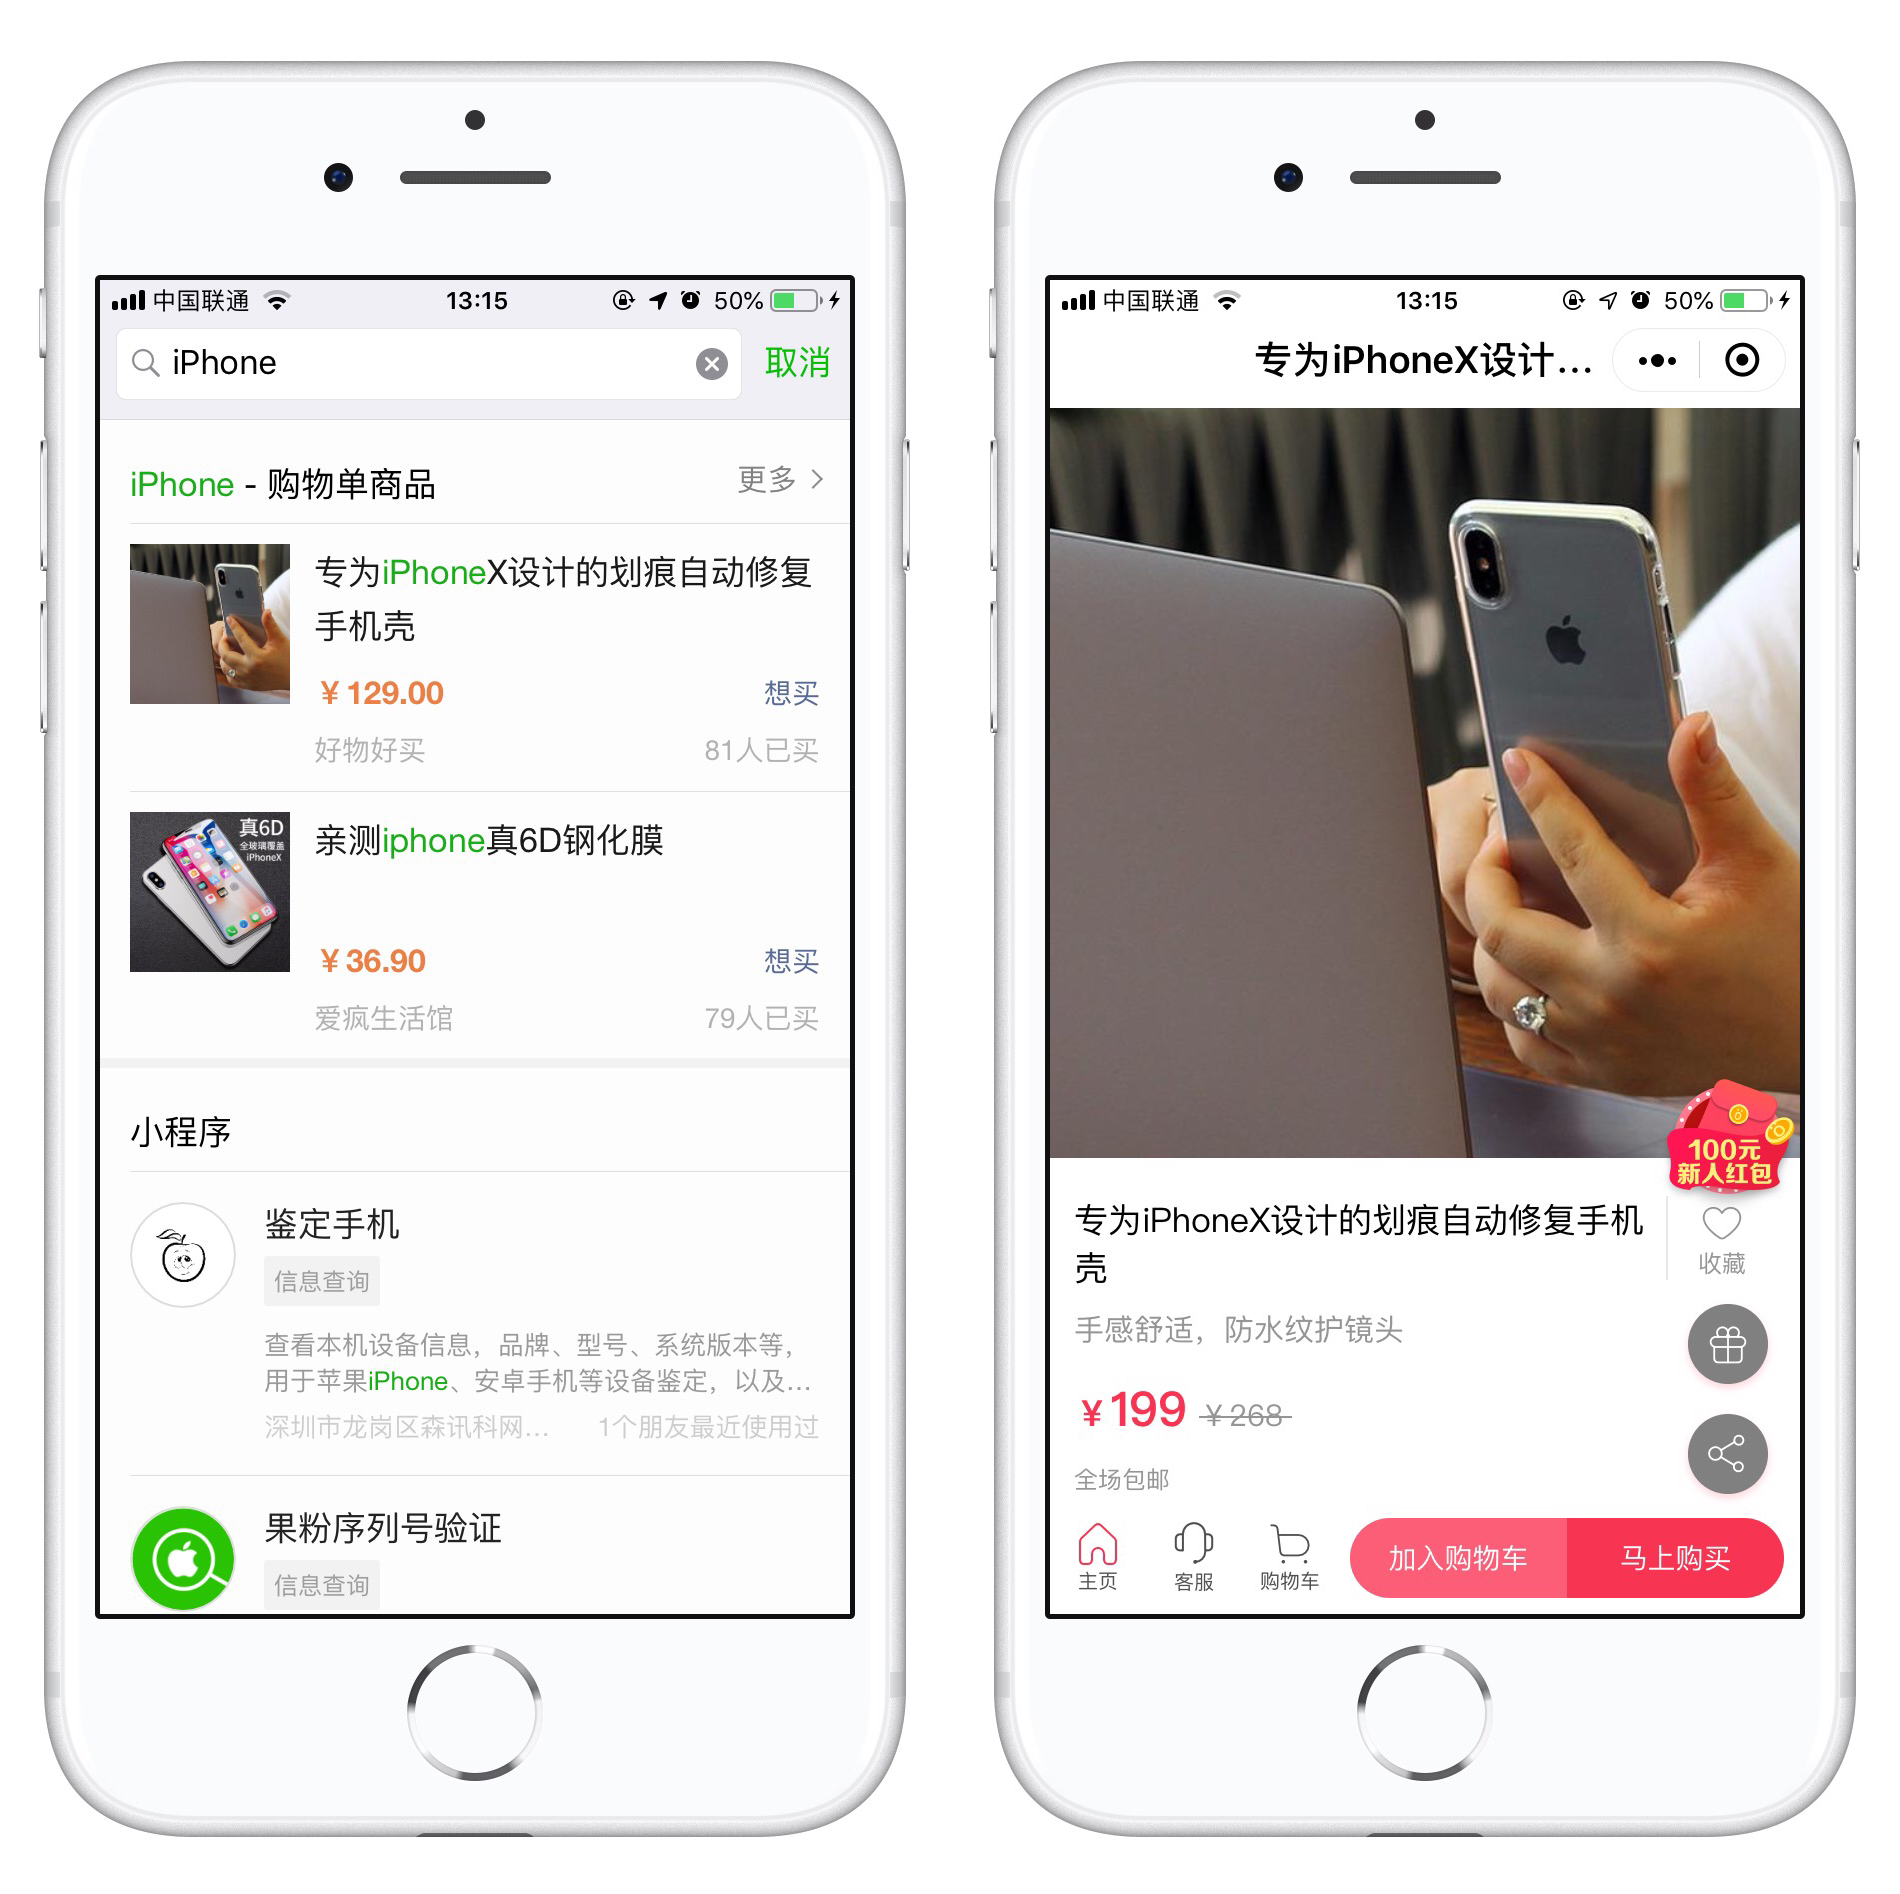 中国联通
13:15
50%
iPhone
取消
iPhone - 购物单商品
更多
专为iPhoneX设计的划痕自动修复
手机壳
¥ 129.00
想买
好物好买
81人已买
真6D
全玻璃覆盖
iPhoneX
亲测iphone真6D钢化膜
¥ 36.90
想买
爱疯生活馆
79人已买
小程序
鉴定手机
信息查询
查看本机设备信息，品牌、型号、系统版本等，
用于苹果iPhone、安卓手机等设备鉴定，以及...
深圳市龙岗区森讯科网...
1个朋友最近使用过
果粉序列号验证
信息查询
中国联通
13:15
50%
专为iPhoneX设计...
100元
新人红包
专为iPhoneX设计的划痕自动修复手机
壳
收藏
手感舒适，防水纹护镜头
¥ 199
¥ 268
全场包邮
主页
客服
购物车
加入购物车
马上购买